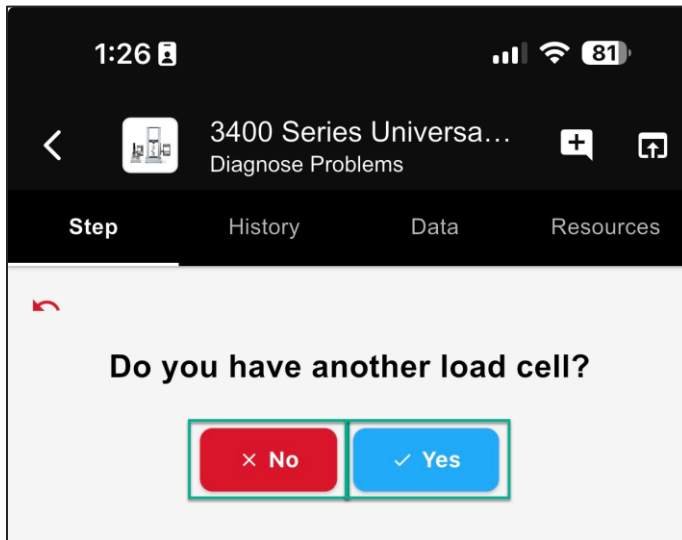 1:26
81
3400 Series Universa...
Diagnose Problems
Step History Data Resources
Do you have another load cell?
No Yes